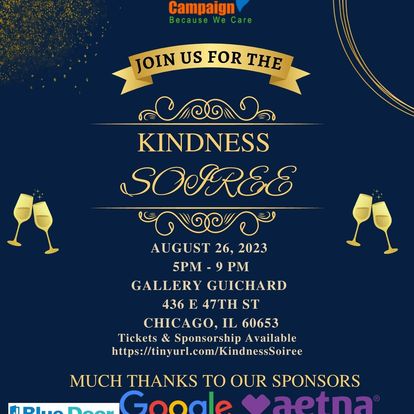 Campaign
Because We Care
JOIN US FOR THE
KINDNESS
SOIREE
AUGUST 26, 2023
5PM - 9 PM
GALLERY GUICHARD
436 E 47TH ST
CHICAGO, IL 60653
Tickets & Sponsorship Available
https://tinyurl.com/KindnessSoiree
MUCH THANKS TO OUR SPONSORS
Blue Door Google aetna